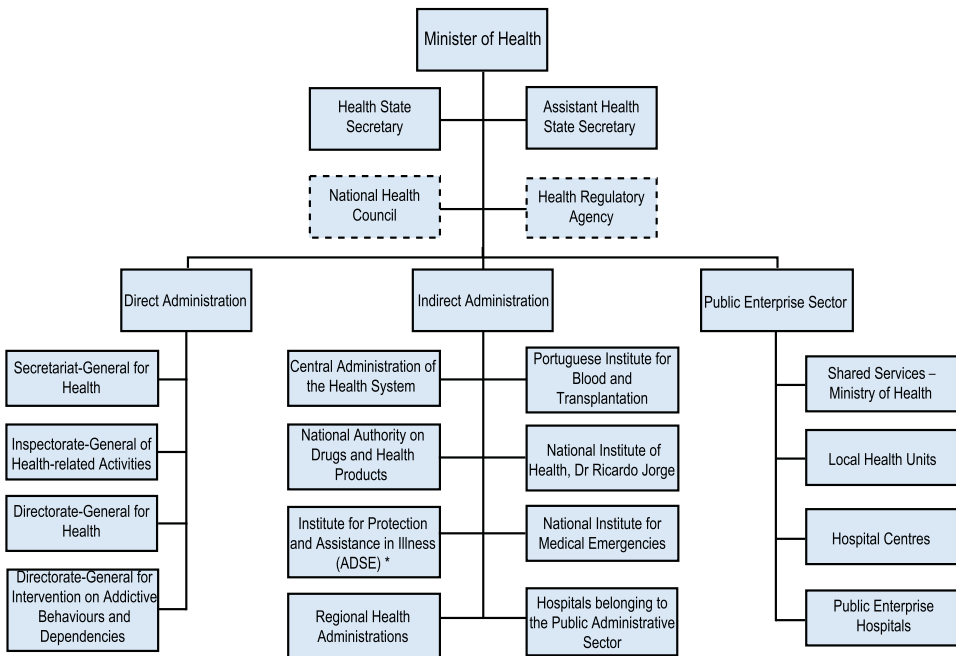 Minister of Health
Health State
Secretary
Assistant Health
State Secretary
National Health
Council
Health Regulatory
Agency
Direct Administration
Indirect Administration
Public Enterprise Sector
Secretariat-General for
Health
Inspectorate-General of
Health-related Activities
Directorate-General for
Health
Directorate-General for
Intervention on Addictive
Behaviours and
Dependencies
Central Administration of
the Health System
Portuguese Institute for
Blood and
Transplantation
National Authority on
Drugs and Health
Products
National Institute of
Health, Dr Ricardo Jorge
Institute for Protection
and Assistance in Illness
(ADSE) *
National Institute for
Medical Emergencies
Regional Health
Administrations
Hospitals belonging to
the Public Administrative
Sector
Shared Services –
Ministry of Health
Local Health Units
Hospital Centres
Public Enterprise
Hospitals